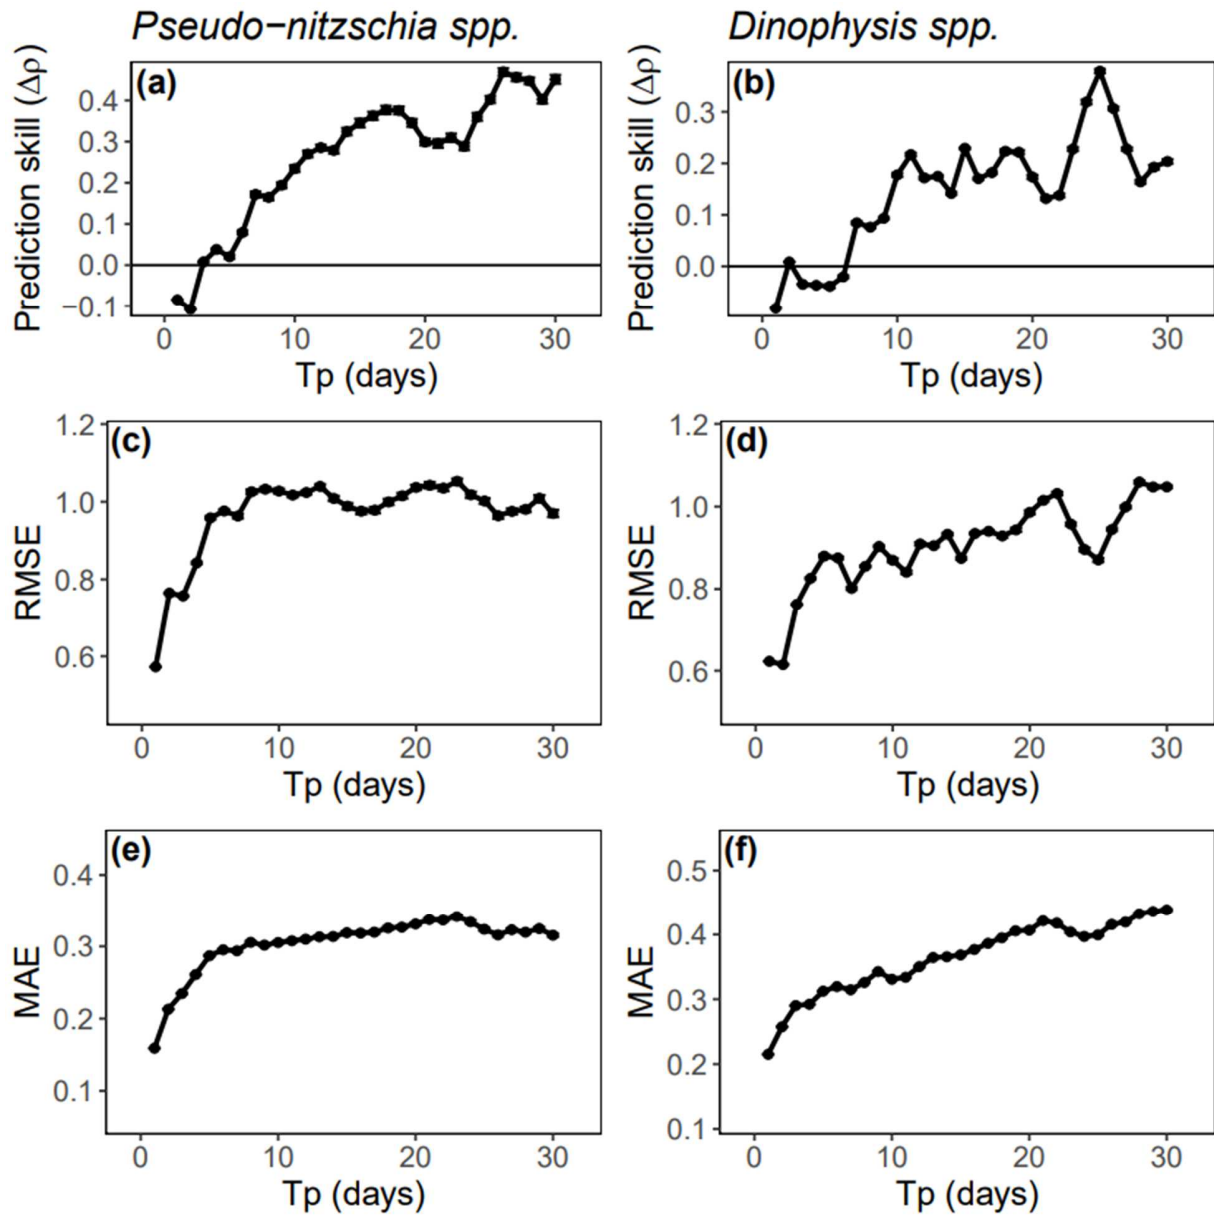 Pseudo−nitzschia spp.
Dinophysis spp.
(a)
Prediction skill (Δρ)
0.4
0.3
0.2
0.1
0.0
−0.1
0 10 20 30
Tp (days)
(b)
Prediction skill (Δρ)
0.3
0.2
0.1
0.0
0 10 20 30
Tp (days)
(c)
RMSE
1.2
1.0
0.8
0.6
0 10 20 30
Tp (days)
(d)
RMSE
1.2
1.0
0.8
0.6
0 10 20 30
Tp (days)
(e)
MAE
0.4
0.3
0.2
0.1
0 10 20 30
Tp (days)
(f)
MAE
0.5
0.4
0.3
0.2
0.1
0 10 20 30
Tp (days)